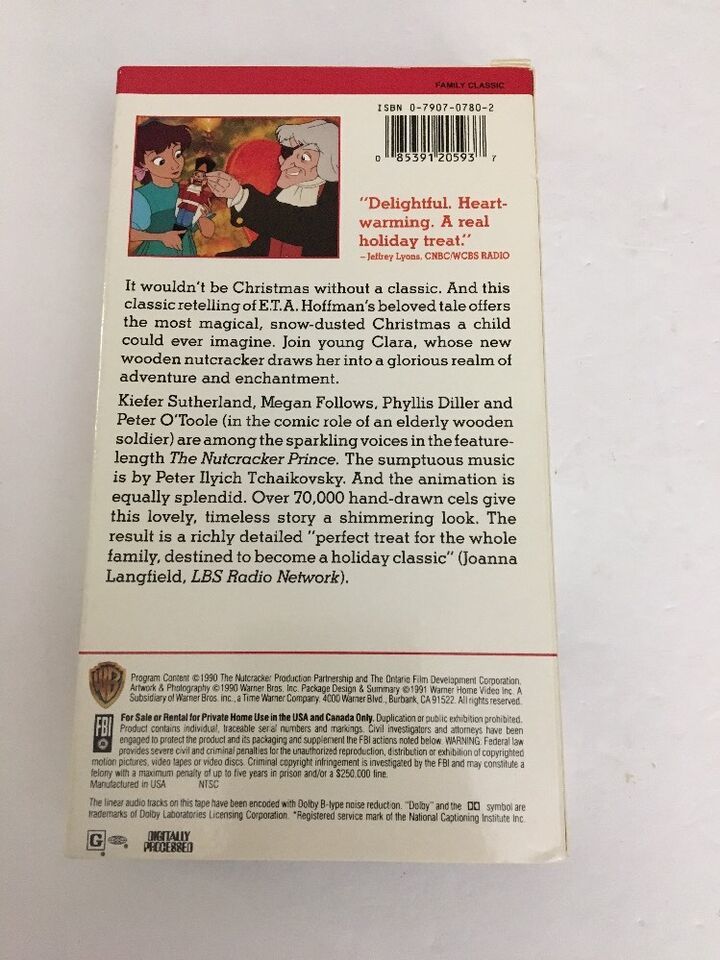 FAMILY CLASSIC
ISBN 0-7907-0780-2
0 85391 20593 7
"Delightful. Heart-
warming. A real
holiday treat."
–Jeffrey Lyons, CNBC/WCBS RADIO
It wouldn't be Christmas without a classic. And this
classic retelling of E.T.A. Hoffman's beloved tale offers
the most magical, snow-dusted Christmas a child
could ever imagine. Join young Clara, whose new
wooden nutcracker draws her into a glorious realm of
adventure and enchantment.
Kiefer Sutherland, Megan Follows, Phyllis Diller and
Peter O'Toole (in the comic role of an elderly wooden
soldier) are among the sparkling voices in the feature-
length The Nutcracker Prince. The sumptuous music
is by Peter Ilyich Tchaikovsky. And the animation is
equally splendid. Over 70,000 hand-drawn cels give
this lovely, timeless story a shimmering look. The
result is a richly detailed "perfect treat for the whole
family, destined to become a holiday classic" (Joanna
Langfield, LBS Radio Network).
WB
Program Content ©1990 The Nutcracker Production Partnership and The Ontario Film Development Corporation.
Artwork & Photography ©1990 Warner Bros. Inc. Package Design & Summary ©1991 Warner Home Video Inc. A
Subsidiary of Warner Bros. Inc., a Time Warner Company. 4000 Warner Blvd., Burbank, CA 91522. All rights reserved.
FBI
For Sale or Rental for Private Home Use in the USA and Canada Only. Duplication or public exhibition prohibited.
Product contains individual, traceable serial numbers and markings. Civil investigators and attorneys have been
engaged to protect the product and its packaging and supplement the FBI actions noted below. WARNING: Federal law
provides severe civil and criminal penalties for the unauthorized reproduction, distribution or exhibition of copyrighted
motion pictures, video tapes or video discs. Criminal copyright infringement is investigated by the FBI and may constitute a
felony with a maximum penalty of up to five years in prison and/or a $250,000 fine.
Manufactured in USA NTSC
The linear audio tracks on this tape have been encoded with Dolby B-type noise reduction. "Dolby" and the symbol are
trademarks of Dolby Laboratories Licensing Corporation. *Registered service mark of the National Captioning Institute Inc.
G
DIGITALLY
PROCESSED